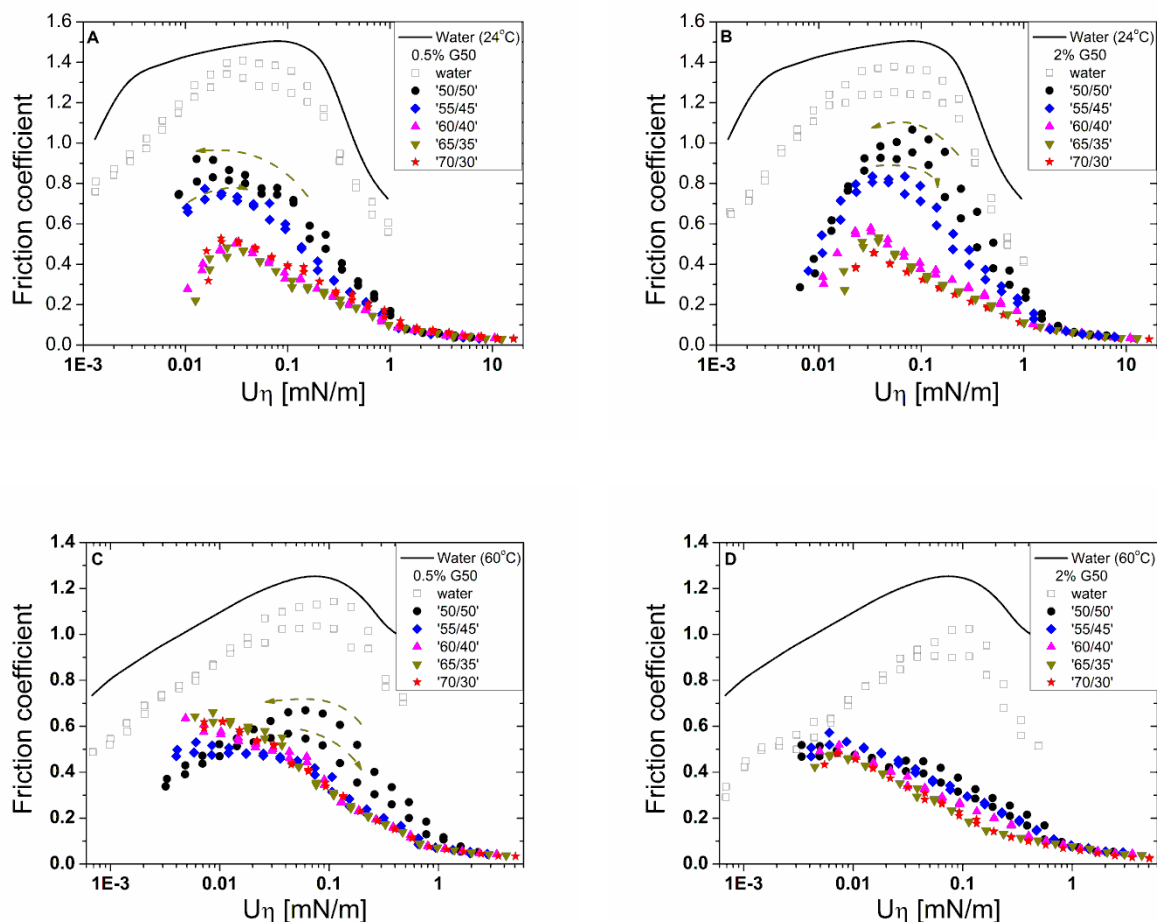 A
Water (24°C)
0.5% G50
water
'50/50'
'55/45'
'60/40'
'65/35'
'70/30'
1.6
1.4
1.2
1.0
0.8
0.6
0.4
0.2
0.0
Friction coefficient
1E-3 0.01 0.1 1 10
Uη [mN/m]
B
Water (24°C)
2% G50
water
'50/50'
'55/45'
'60/40'
'65/35'
'70/30'
1.6
1.4
1.2
1.0
0.8
0.6
0.4
0.2
0.0
Friction coefficient
1E-3 0.01 0.1 1 10
Uη [mN/m]
C
Water (60°C)
0.5% G50
water
'50/50'
'55/45'
'60/40'
'65/35'
'70/30'
1.4
1.2
1.0
0.8
0.6
0.4
0.2
0.0
Friction coefficient
1E-3 0.01 0.1 1
Uη [mN/m]
D
Water (60°C)
2% G50
water
'50/50'
'55/45'
'60/40'
'65/35'
'70/30'
1.4
1.2
1.0
0.8
0.6
0.4
0.2
0.0
Friction coefficient
1E-3 0.01 0.1 1
Uη [mN/m]